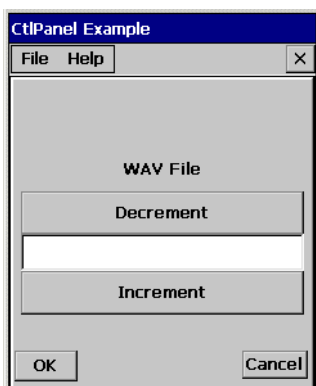 CtlPanel Example
File Help ×
WAV File
Decrement
Increment
OK Cancel